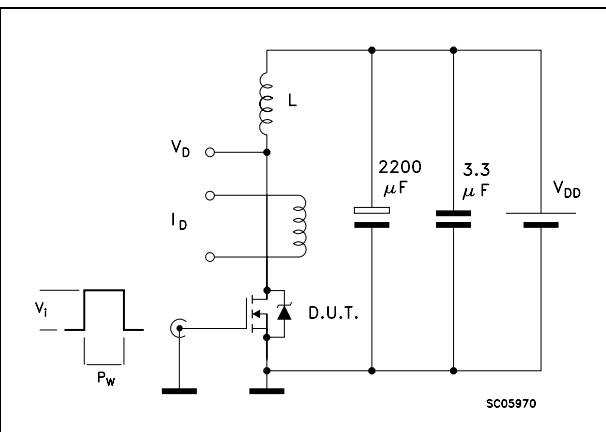 L
V_D
2200
μF
3.3
μF
V_DD
I_D
V_i
D.U.T.
P_W
SC05970